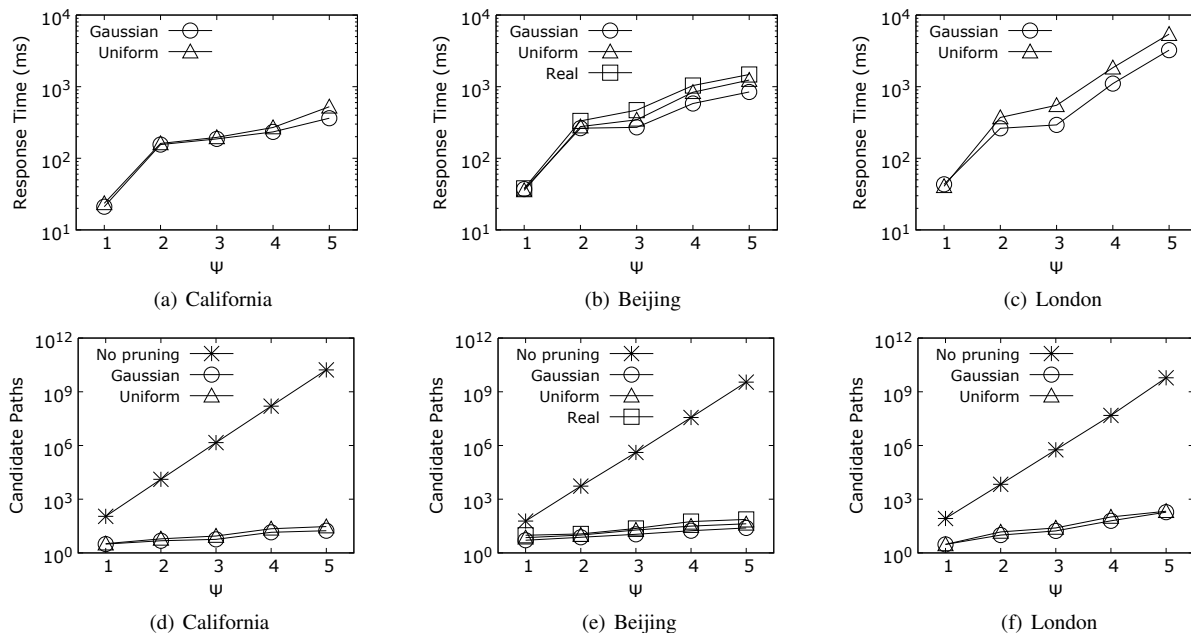 Response Time (ms)
10^4
10^3
10^2
10^1
Gaussian
Uniform
1 2 3 4 5
Ψ
(a) California
Response Time (ms)
10^4
10^3
10^2
10^1
Gaussian
Uniform
Real
1 2 3 4 5
Ψ
(b) Beijing
Response Time (ms)
10^4
10^3
10^2
10^1
Gaussian
Uniform
1 2 3 4 5
Ψ
(c) London
Candidate Paths
10^12
10^9
10^6
10^3
10^0
No pruning
Gaussian
Uniform
1 2 3 4 5
Ψ
(d) California
Candidate Paths
10^12
10^9
10^6
10^3
10^0
No pruning
Gaussian
Uniform
Real
1 2 3 4 5
Ψ
(e) Beijing
Candidate Paths
10^12
10^9
10^6
10^3
10^0
No pruning
Gaussian
Uniform
1 2 3 4 5
Ψ
(f) London